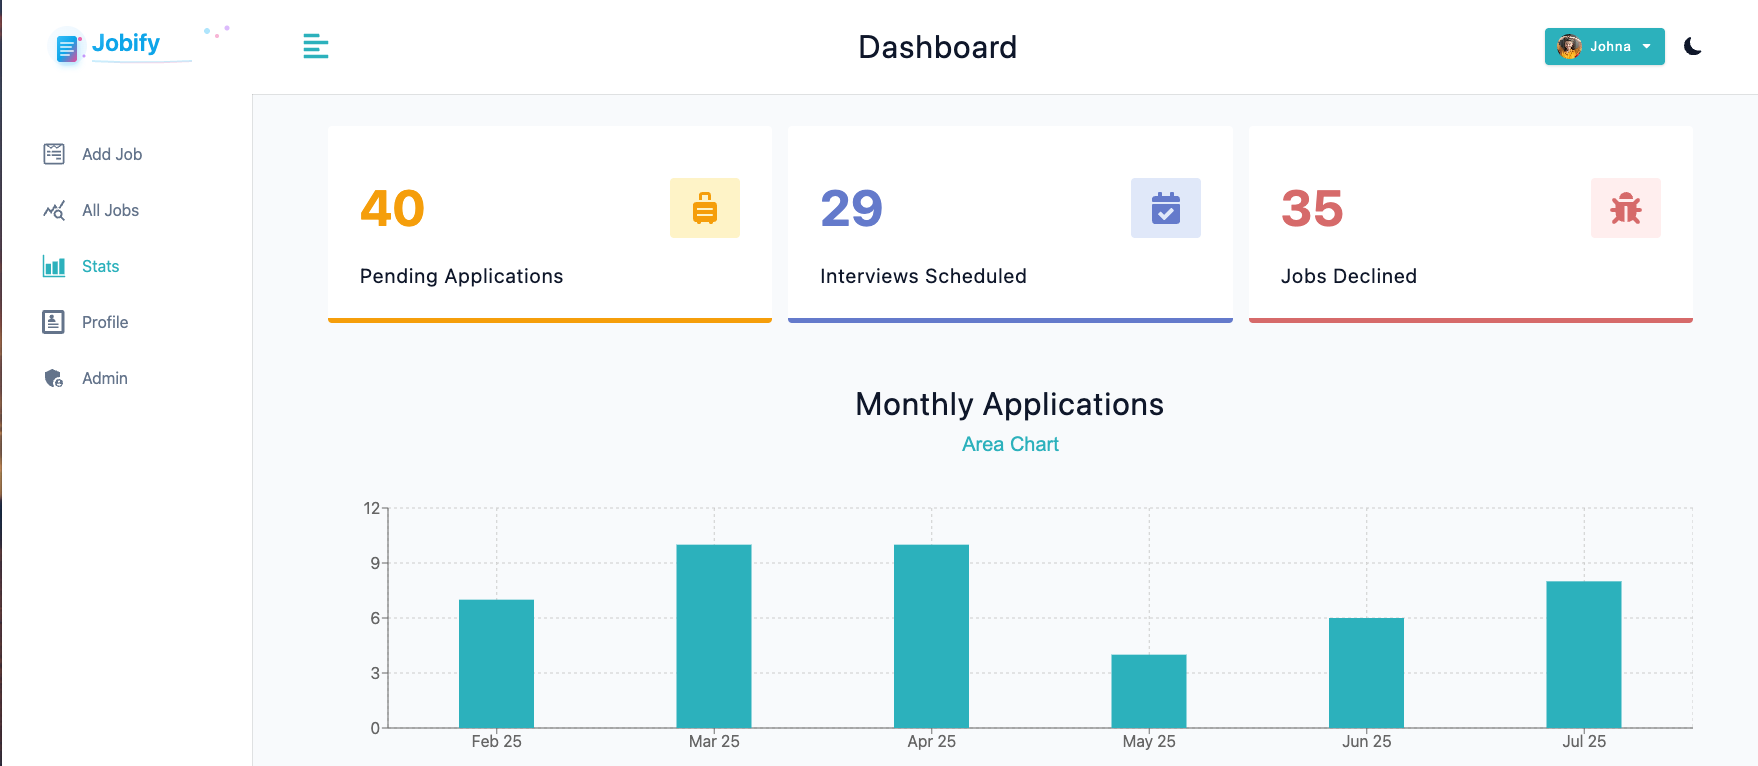 Jobify
Dashboard
Johna
Add Job
All Jobs
Stats
Profile
Admin
40
Pending Applications
29
Interviews Scheduled
35
Jobs Declined
Monthly Applications
Area Chart
12
9
6
3
0
Feb 25 Mar 25 Apr 25 May 25 Jun 25 Jul 25